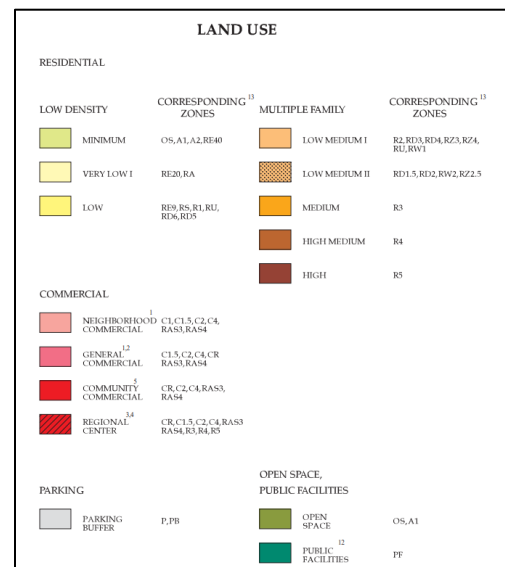 LAND USE
RESIDENTIAL
LOW DENSITY
CORRESPONDING 13
ZONES
MINIMUM
OS,A1,A2,RE40
VERY LOW I
RE20,RA
LOW
RE9,RS,R1,RU,
RD6,RD5
MULTIPLE FAMILY
CORRESPONDING 13
ZONES
LOW MEDIUM I
R2,RD3,RD4,RZ3,RZ4,
RU,RW1
LOW MEDIUM II
RD1.5,RD2,RW2,RZ2.5
MEDIUM
R3
HIGH MEDIUM
R4
HIGH
R5
COMMERCIAL
NEIGHBORHOOD 1
COMMERCIAL
C1,C1.5,C2,C4,
RAS3,RAS4
GENERAL 1,2
COMMERCIAL
C1.5,C2,C4,CR
RAS3,RAS4
COMMUNITY 5
COMMERCIAL
CR,C2,C4,RAS3,
RAS4
REGIONAL 3,4
CENTER
CR,C1.5,C2,C4,RAS3
RAS4,R3,R4,R5
PARKING
PARKING
BUFFER
P,PB
OPEN SPACE,
PUBLIC FACILITIES
OPEN
SPACE
OS,A1
PUBLIC 12
FACILITIES
PF